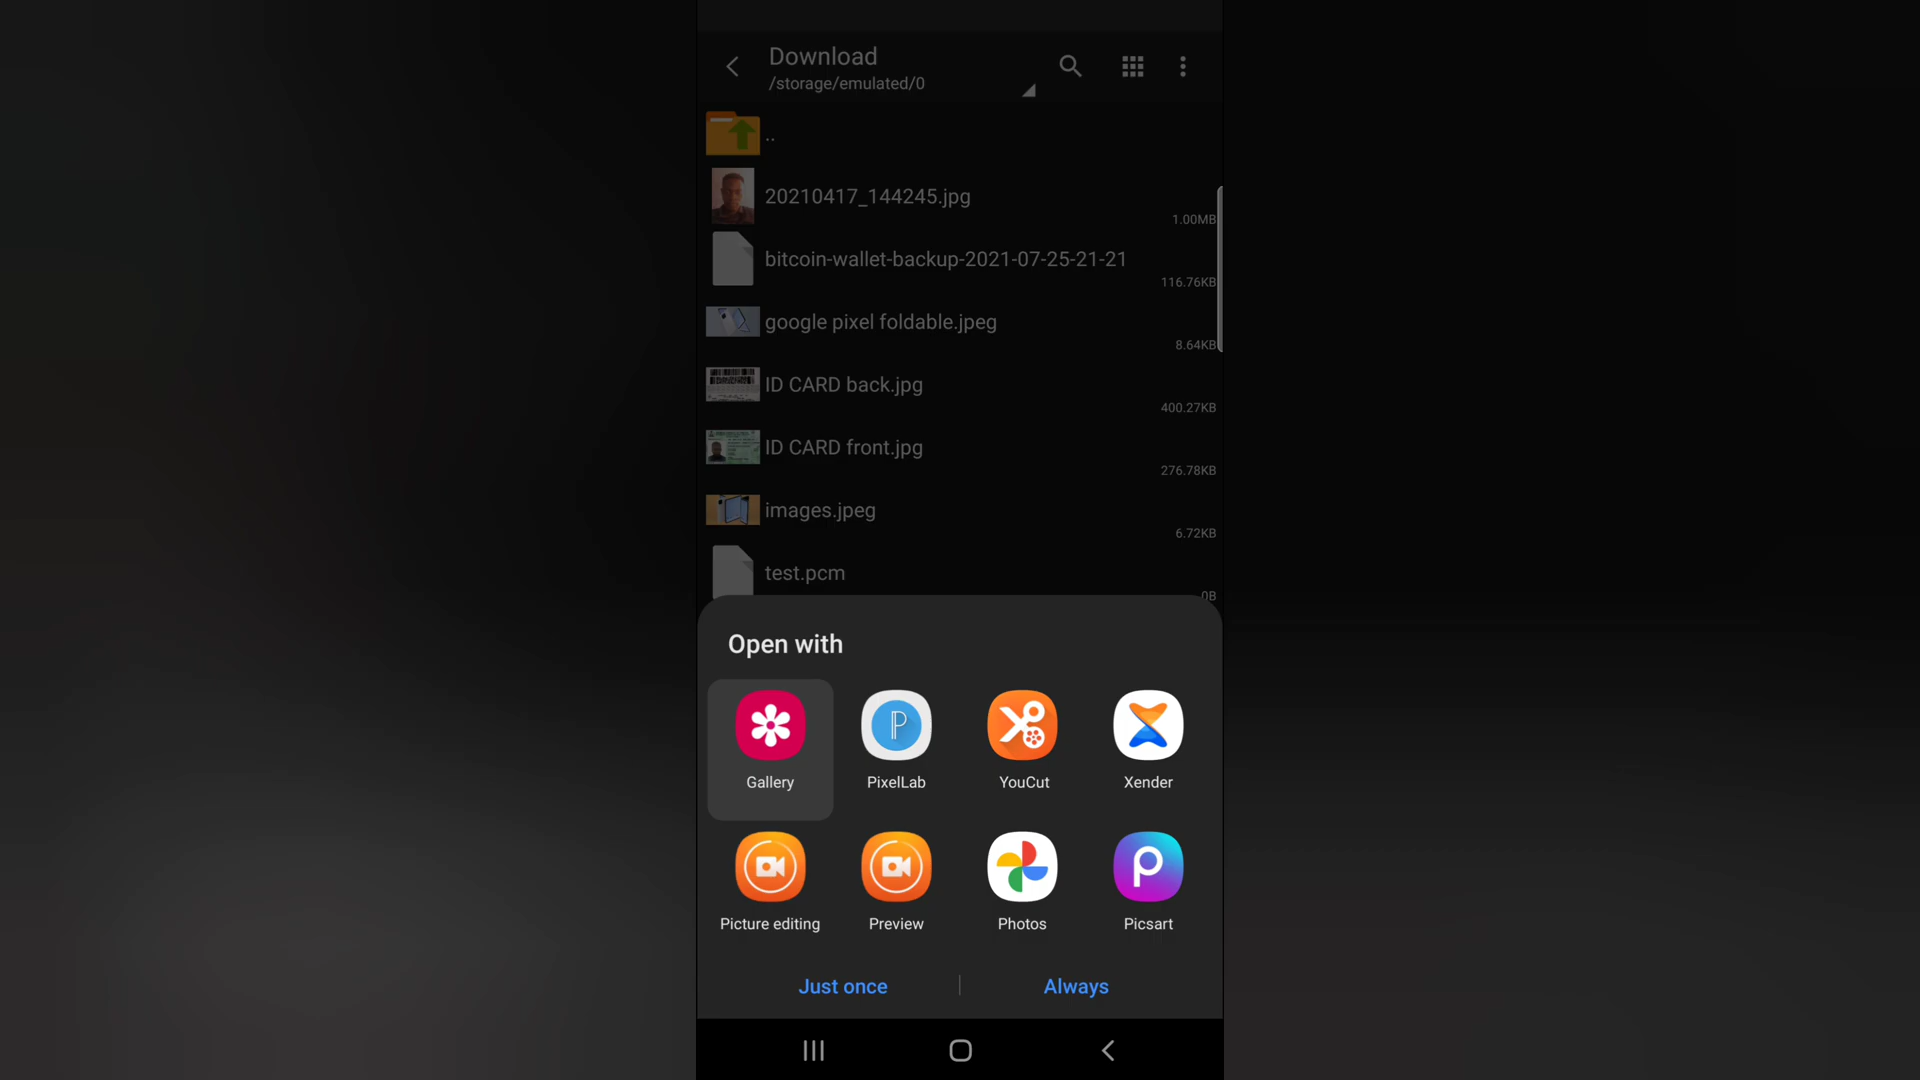 Download
/storage/emulated/0
..
20210417_144245.jpg
1.00MB
bitcoin-wallet-backup-2021-07-25-21-21
116.76KB
google pixel foldable.jpeg
8.64KB
ID CARD back.jpg
400.27KB
ID CARD front.jpg
276.78KB
images.jpeg
6.72KB
test.pcm
0B
Open with
Gallery
PixelLab
YouCut
Xender
Picture editing
Preview
Photos
Picsart
Just once
Always